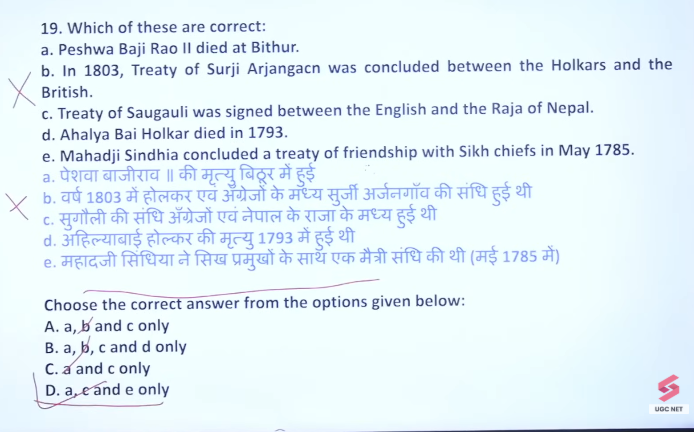 19. Which of these are correct:
a. Peshwa Baji Rao II died at Bithur.
b. In 1803, Treaty of Surji Arjangacn was concluded between the Holkars and the
British.
c. Treaty of Saugauli was signed between the English and the Raja of Nepal.
d. Ahalya Bai Holkar died in 1793.
e. Mahadji Sindhia concluded a treaty of friendship with Sikh chiefs in May 1785.
a. पेशवा बाजीराव || की मृत्यु बिठूर में हुई
b. वर्ष 1803 में होलकर एवं अँग्रेजों के मध्य सुर्जी अर्जनगाँव की संधि हुई थी
c. सुगौली की संधि अँग्रेजों एवं नेपाल के राजा के मध्य हुई थी
d. अहिल्याबाई होल्कर की मृत्यु 1793 में हुई थी
e. महादजी सिंधिया ने सिख प्रमुखों के साथ एक मैत्री संधि की थी (मई 1785 में)
Choose the correct answer from the options given below:
A. a, b and c only
B. a, b, c and d only
C. a and c only
D. a, c and e only
UGC NET